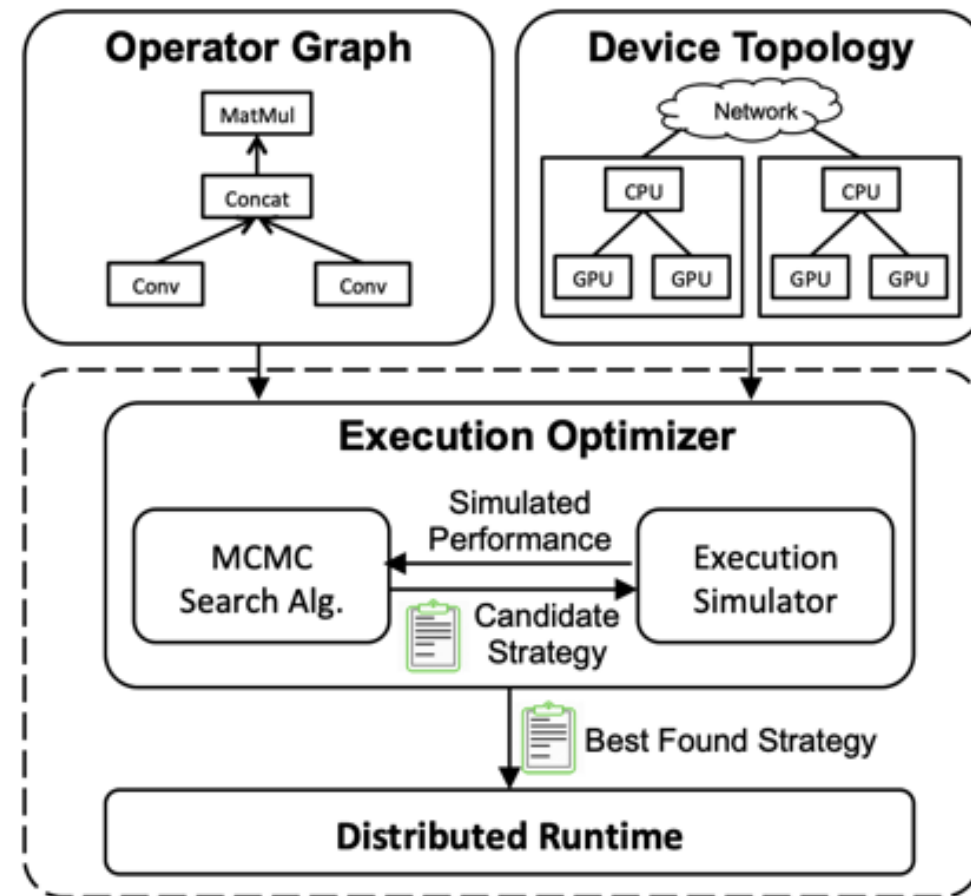 Operator Graph
MatMul
Concat
Conv
Conv
Device Topology
Network
CPU
CPU
GPU
GPU
GPU
GPU
Execution Optimizer
MCMC
Search Alg.
Simulated
Performance
Candidate
Strategy
Execution
Simulator
Best Found Strategy
Distributed Runtime